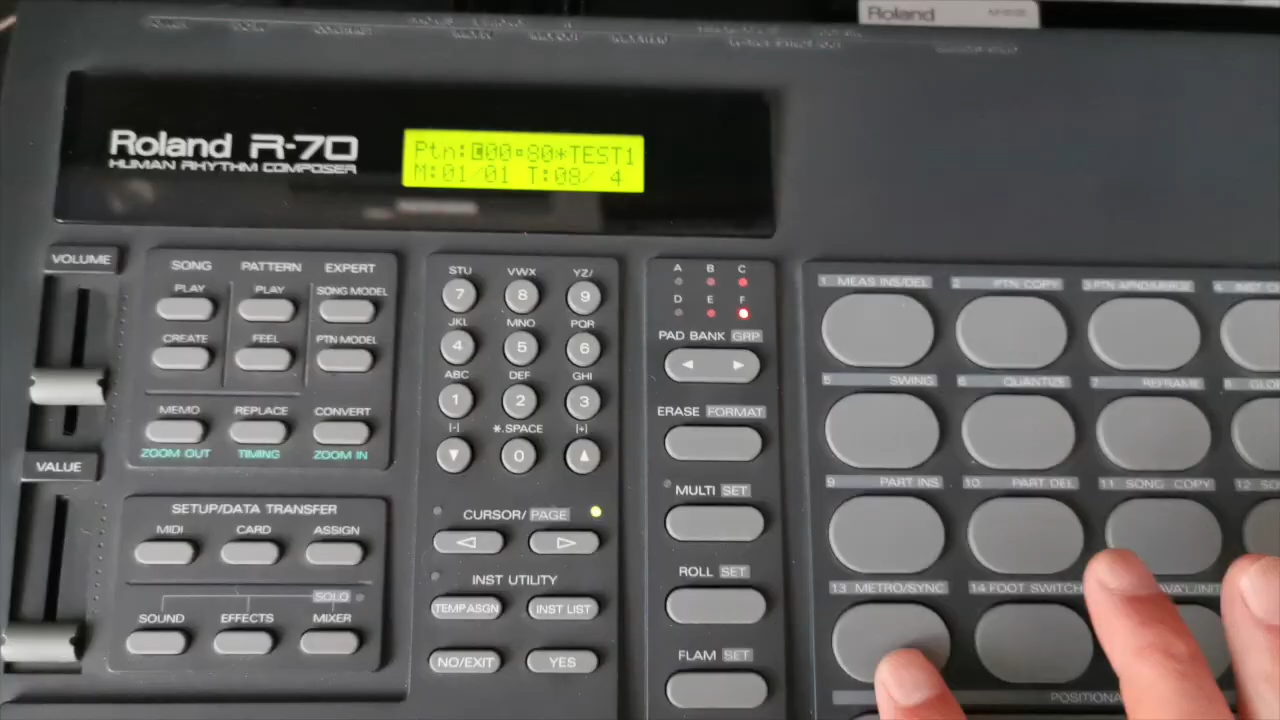 Roland
Roland R-70
HUMAN RHYTHM COMPOSER
Ptn:C00 80*TEST1
M:01/01 T:08/ 4
VOLUME
VALUE
SONG PATTERN EXPERT
PLAY PLAY SONG MODEL
CREATE FEEL PTN MODEL
MEMO REPLACE CONVERT
ZOOM OUT TIMING ZOOM IN
SETUP/DATA TRANSFER
MIDI CARD ASSIGN
SOLO
SOUND EFFECTS MIXER
STU VWX YZ/
7 8 9
JKL MNO PQR
4 5 6
ABC DEF GHI
1 2 3
[-] *.SPACE [+]
▼ 0 ▲
CURSOR/PAGE
INST UTILITY
TEMP ASGN INST LIST
NO/EXIT YES
A B C
D E F
PAD BANK GRP
ERASE FORMAT
MULTI SET
ROLL SET
FLAM SET
1 MEAS INS/DEL 2 PTN COPY 3 PTN APND/MERGE 4
5 SWING 6 QUANTIZE 7 REFRAME 8
9 PART INS 10 PART DEL 11 SONG COPY 12
13 METRO/SYNC 14 FOOT SWITCH